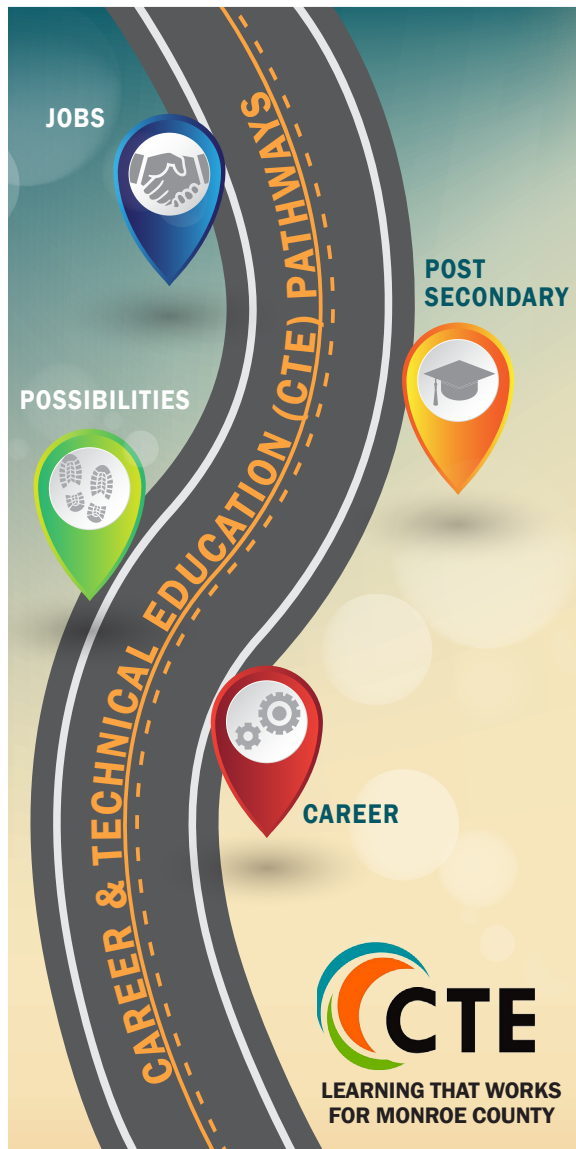 JOBS
POST
SECONDARY
POSSIBILITIES
CAREER & TECHNICAL EDUCATION (CTE) PATHWAYS
CAREER
CTE
LEARNING THAT WORKS
FOR MONROE COUNTY